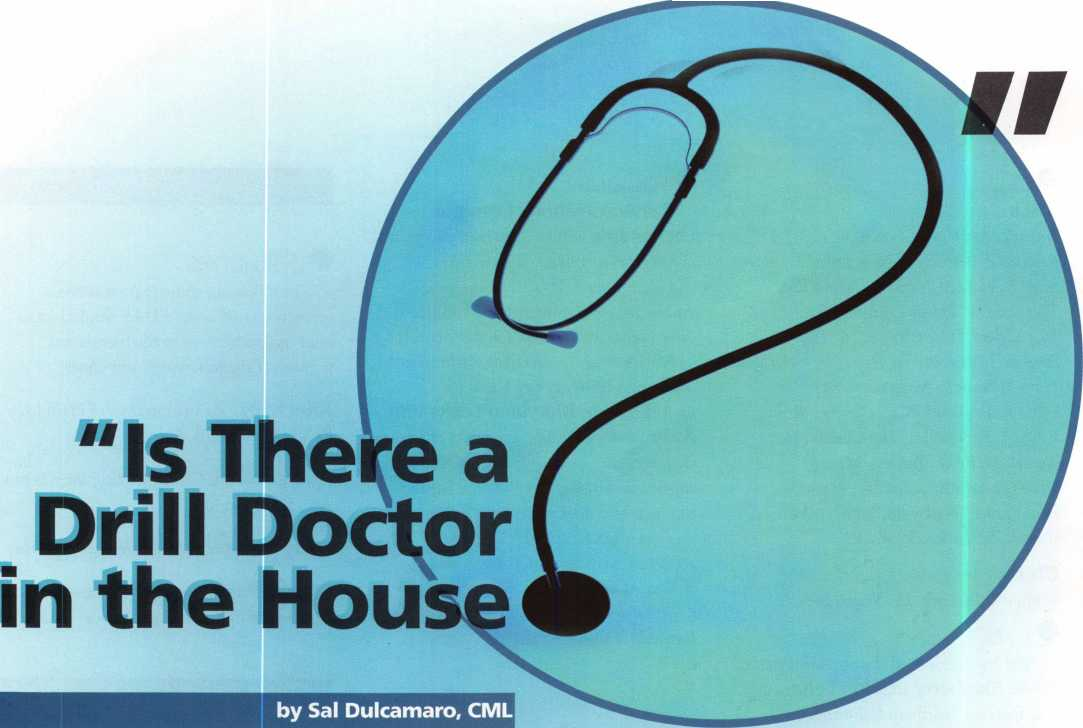 “Is There a
Drill Doctor
in the House
"
by Sal Dulcamaro, CML